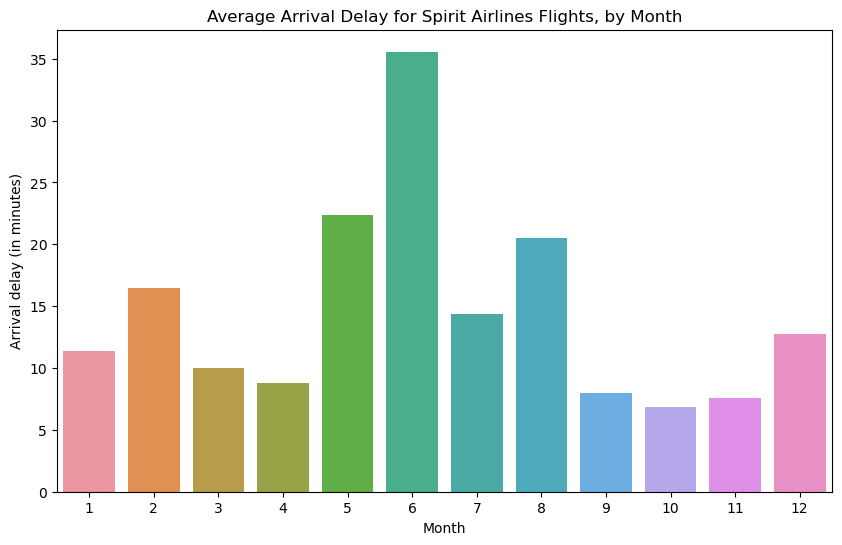 Average Arrival Delay for Spirit Airlines Flights, by Month
Arrival delay (in minutes)
35
30
25
20
15
10
5
0
1 2 3 4 5 6 7 8 9 10 11 12
Month